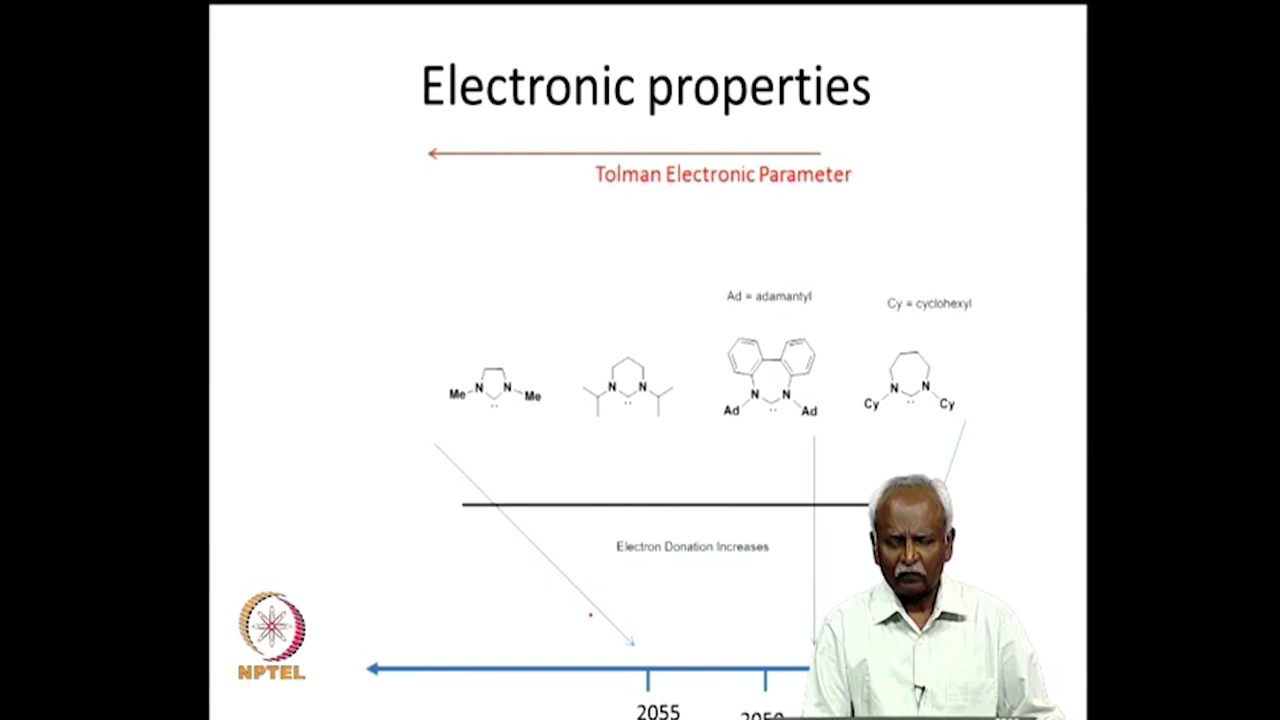 Electronic properties
Tolman Electronic Parameter
Ad = adamantyl
Cy = cyclohexyl
Me N N Me
N N
N N
Ad Ad
N N
Cy Cy
Electron Donation Increases
NPTEL
2055